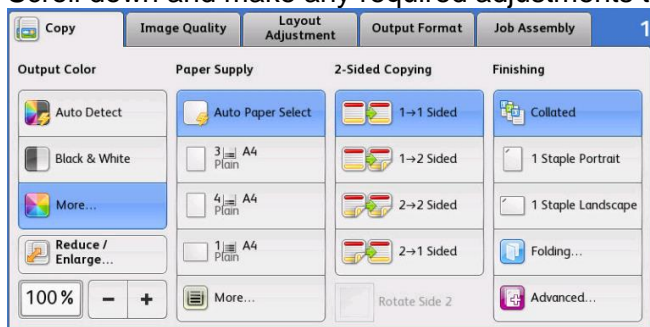 Scroll down and make any required adjustments t
Copy
Image Quality
Layout
Adjustment
Output Format
Job Assembly
1
Output Color
Auto Detect
Black & White
More...
Reduce /
Enlarge...
100% - +
Paper Supply
Auto Paper Select
3 A4
Plain
4 A4
Plain
1 A4
Plain
More...
2-Sided Copying
1→1 Sided
1→2 Sided
2→2 Sided
2→1 Sided
Rotate Side 2
Finishing
Collated
1 Staple Portrait
1 Staple Landscape
Folding...
Advanced...